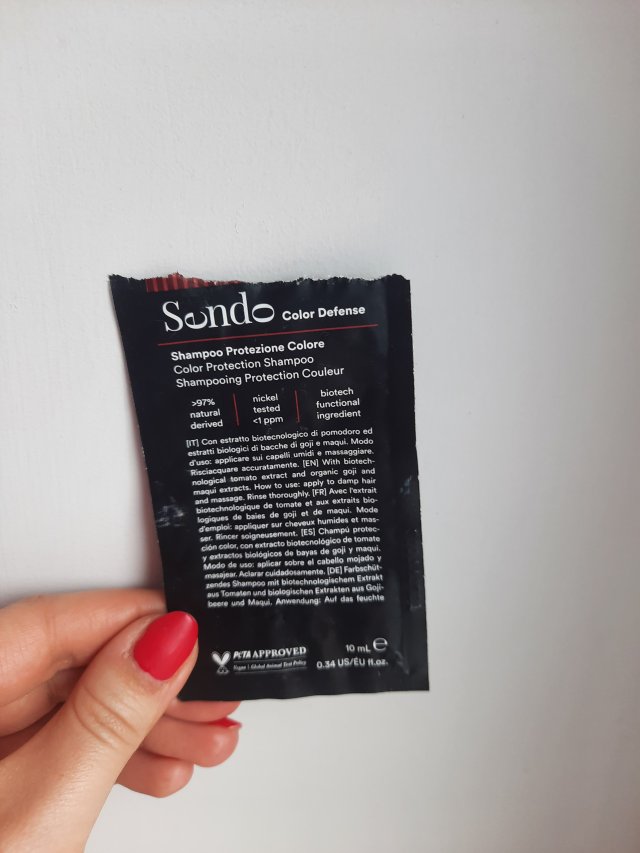 Sendo Color Defense
Shampoo Protezione Colore
Color Protection Shampoo
Shampooing Protection Couleur
>97%
natural
derived
nickel
tested
<1 ppm
biotech
functional
ingredient
[IT] Con estratto biotecnologico di pomodoro ed
estratti biologici di bacche di goji e maqui. Modo
d'uso: applicare sui capelli umidi e massaggiare.
Risciacquare accuratamente. [EN] With biotech-
nological tomato extract and organic goji and
maqui extracts. How to use: apply to damp hair
and massage. Rinse thoroughly. [FR] Avec l'extrait
biotechnologique de tomate et aux extraits bio-
logiques de baies de goji et de maqui. Mode
d'emploi: appliquer sur cheveux humides et mas-
ser. Rincer soigneusement. [ES] Champú protec-
ción color, con extracto biotecnológico de tomate
y extractos biológicos de bayas de goji y maqui.
Modo de uso: aplicar sobre el cabello mojado y
masajear. Aclarar cuidadosamente. [DE] Farbschüt-
zendes Shampoo mit biotechnologischem Extrakt
aus Tomaten und biologischen Extrakten aus Goji-
beere und Maqui. Anwendung: Auf das feuchte
PETA APPROVED
Vegan | Global Animal Test Policy
10 mL ℮
0.34 US/EU fl.oz.